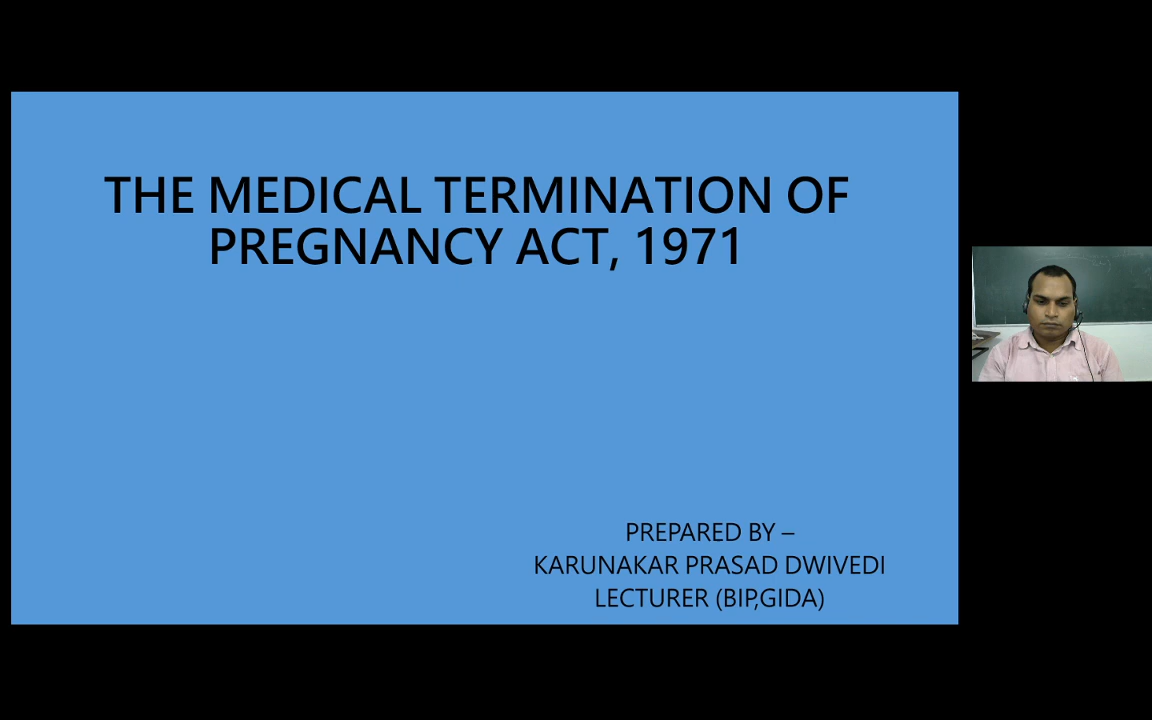 THE MEDICAL TERMINATION OF
PREGNANCY ACT, 1971
PREPARED BY –
KARUNAKAR PRASAD DWIVEDI
LECTURER (BIP,GIDA)